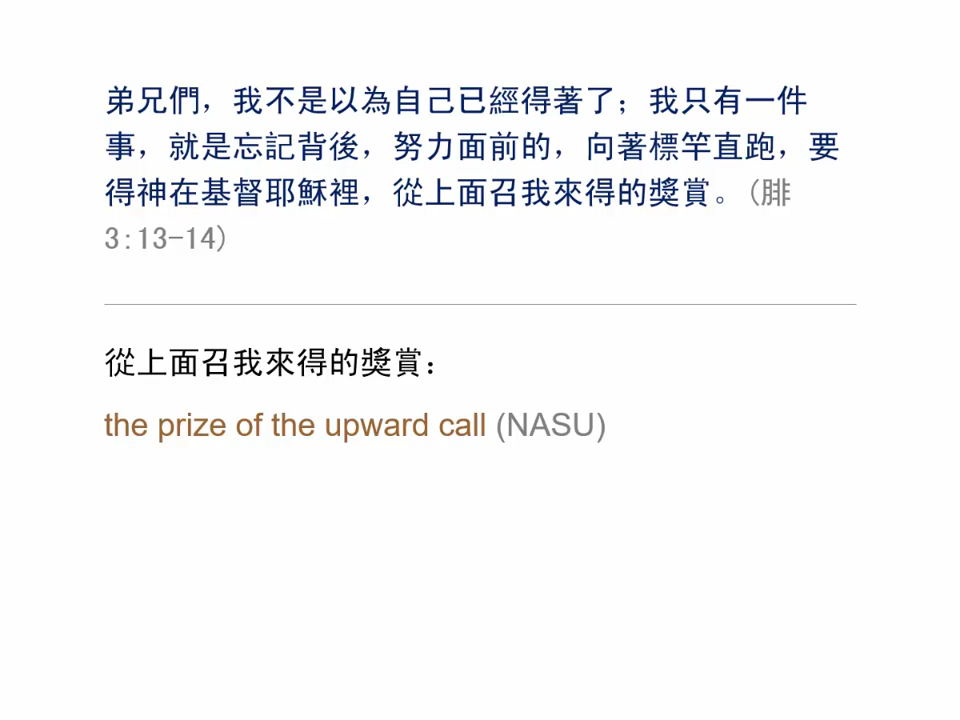 弟兄們，我不是以為自己已經得著了；我只有一件
事，就是忘記背後，努力面前的，向著標竿直跑，要
得神在基督耶穌裡，從上面召我來得的獎賞。(腓
3:13-14)
從上面召我來得的獎賞：
the prize of the upward call (NASU)